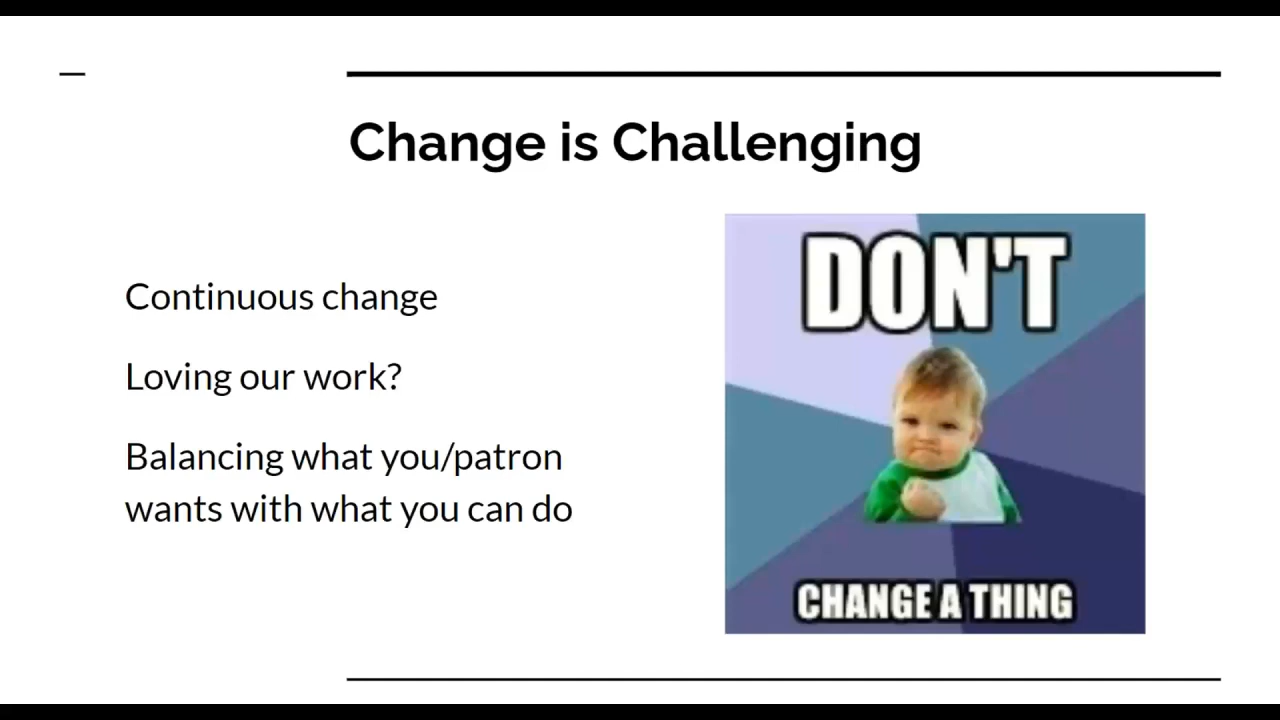 Change is Challenging
Continuous change
Loving our work?
Balancing what you/patron
wants with what you can do
DON'T
CHANGE A THING